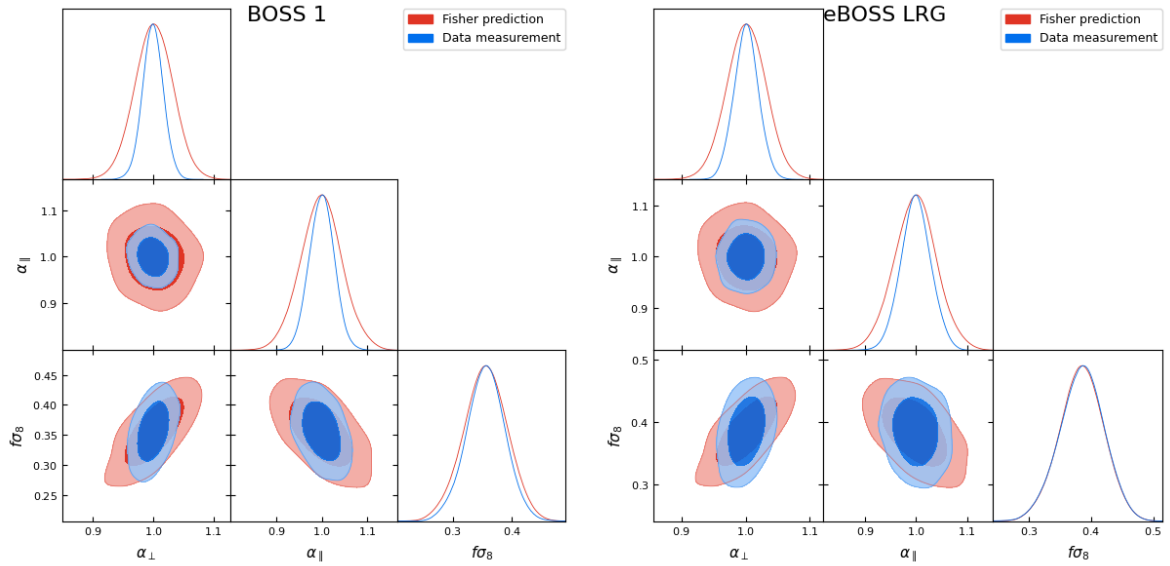 BOSS 1
Fisher prediction
Data measurement
α∥
1.1
1.0
0.9
fσ8
0.45
0.40
0.35
0.30
0.25
0.9 1.0 1.1
α⊥
0.9 1.0 1.1
α∥
0.3 0.4
fσ8
eBOSS LRG
Fisher prediction
Data measurement
α∥
1.1
1.0
0.9
fσ8
0.5
0.4
0.3
0.9 1.0 1.1
α⊥
0.9 1.0 1.1
α∥
0.3 0.4 0.5
fσ8